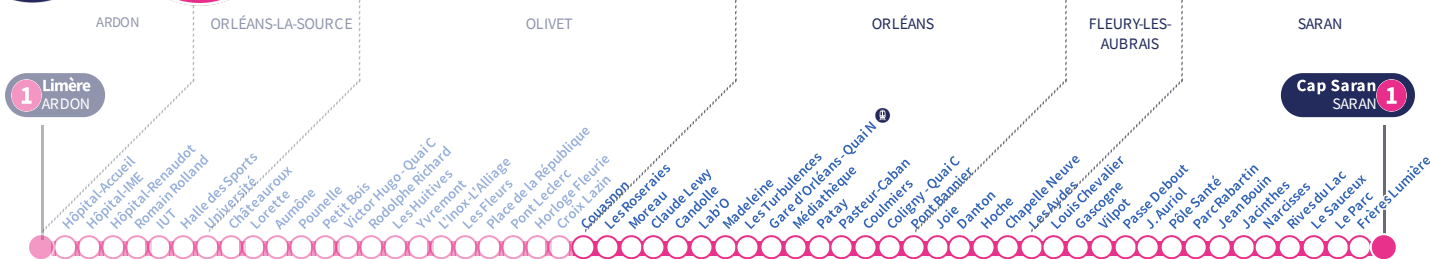 ARDON
ORLÉANS-LA-SOURCE
OLIVET
ORLÉANS
FLEURY-LES-
AUBRAIS
SARAN
1
Limère
ARDON
Cap Saran
SARAN
1
Hôpital-Accueil
Hôpital-IME
Hôpital-Renaudot
Romain Rolland
IUT
Halle des Sports
Université
Châteauroux
Lorette
Aumône
Pounelle
Petit Bois
Victor Hugo - Quai C
Rodolphe Richard
Les Huitives
Yvremont
L'Inox-L'Alliage
Les Fleurs
Place de la République
Pont Leclerc
Horloge Fleurie
Croix Lazin
Couasnon
Les Roseraies
Moreau
Claude Lewy
Candolle
Lab'O
Madeleine
Les Turbulences
Gare d'Orléans - Quai N
Médiathèque
Patay
Pasteur-Caban
Coulmiers
Coligny - Quai C
Pont Bannier
Joie
Danton
Hoche
Chapelle Neuve
Les Aydes
Louis Chevalier
Gascogne
Vilpot
Passe Debout
J. Auriol
Pôle Santé
Parc Rabartin
Jean Bouin
Jacinthes
Narcisses
Rives du Lac
Le Sauceux
Le Parc
Frères Lumière